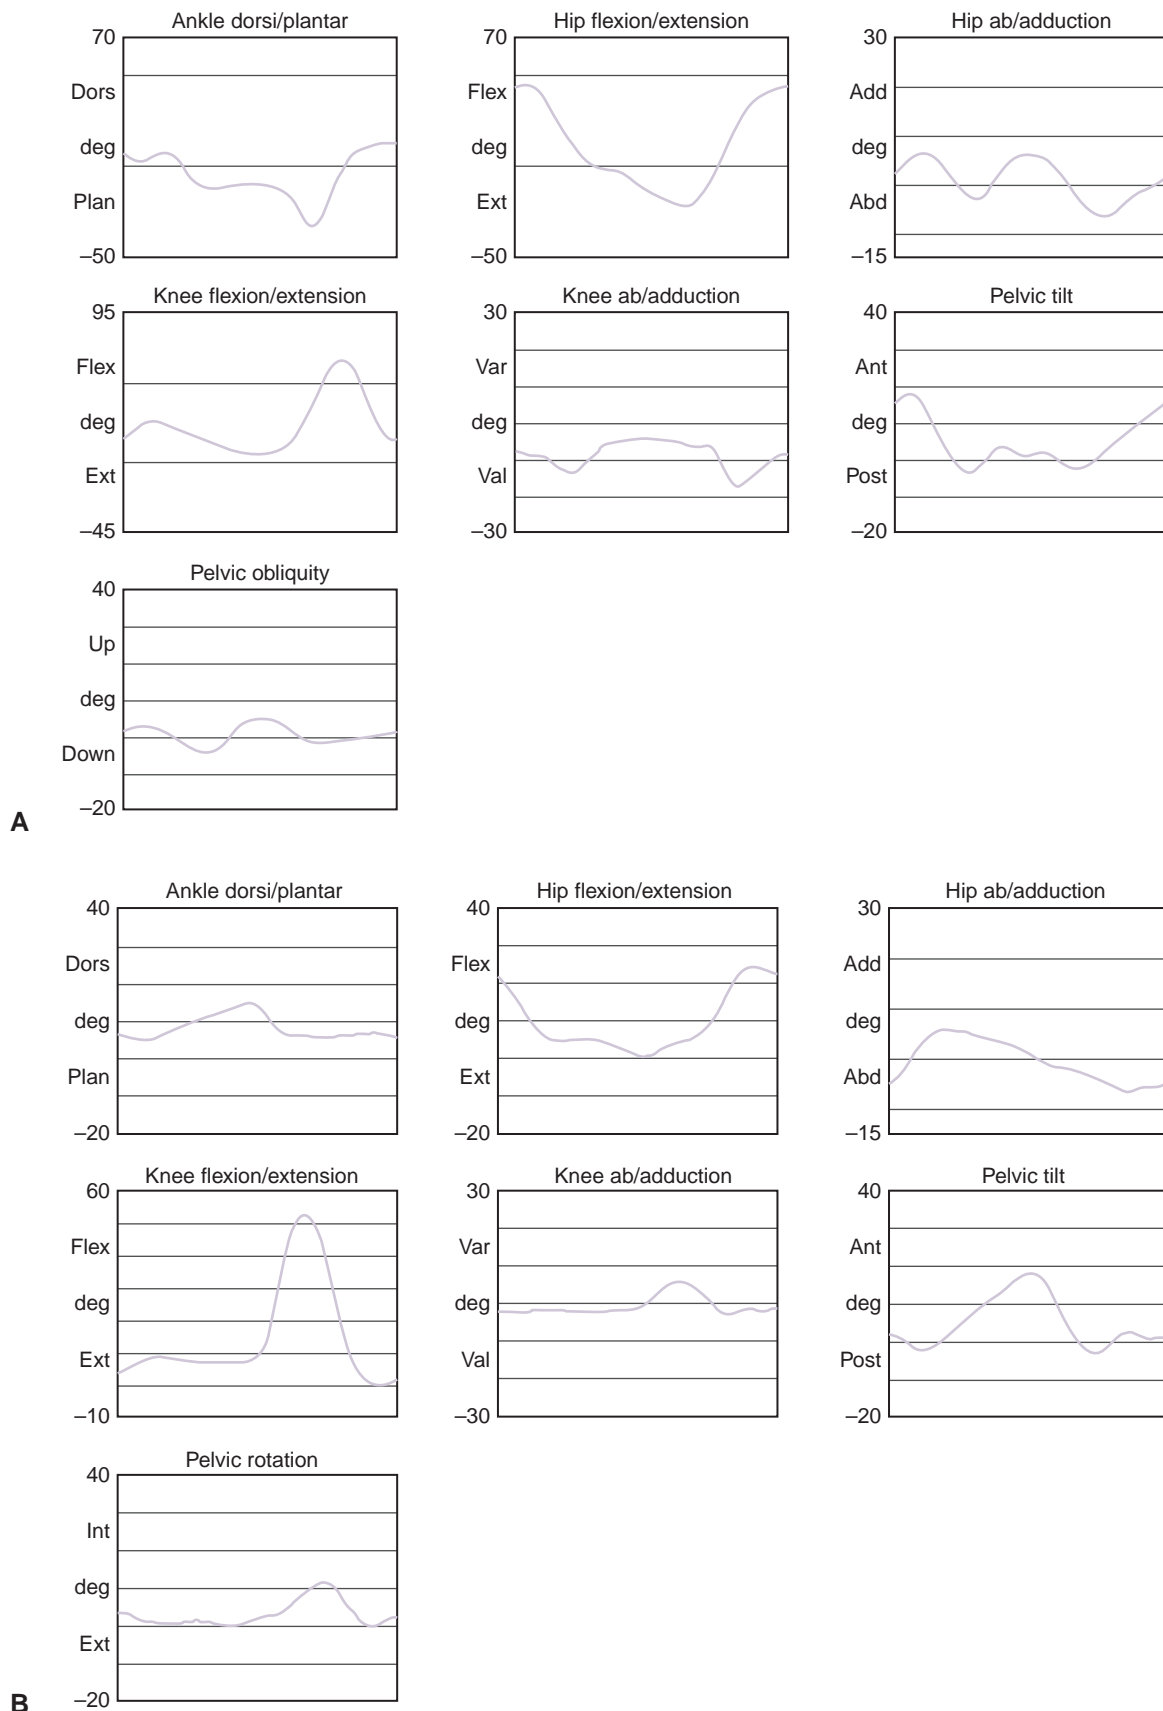 Ankle dorsi/plantar
70
Dors
deg
Plan
–50
Hip flexion/extension
70
Flex
deg
Ext
–50
Hip ab/adduction
30
Add
deg
Abd
–15
Knee flexion/extension
95
Flex
deg
Ext
–45
Knee ab/adduction
30
Var
deg
Val
–30
Pelvic tilt
40
Ant
deg
Post
–20
Pelvic obliquity
40
Up
deg
Down
–20
A
Ankle dorsi/plantar
40
Dors
deg
Plan
–20
Hip flexion/extension
40
Flex
deg
Ext
–20
Hip ab/adduction
30
Add
deg
Abd
–15
Knee flexion/extension
60
Flex
deg
Ext
–10
Knee ab/adduction
30
Var
deg
Val
–30
Pelvic tilt
40
Ant
deg
Post
–20
Pelvic rotation
40
Int
deg
Ext
–20
B